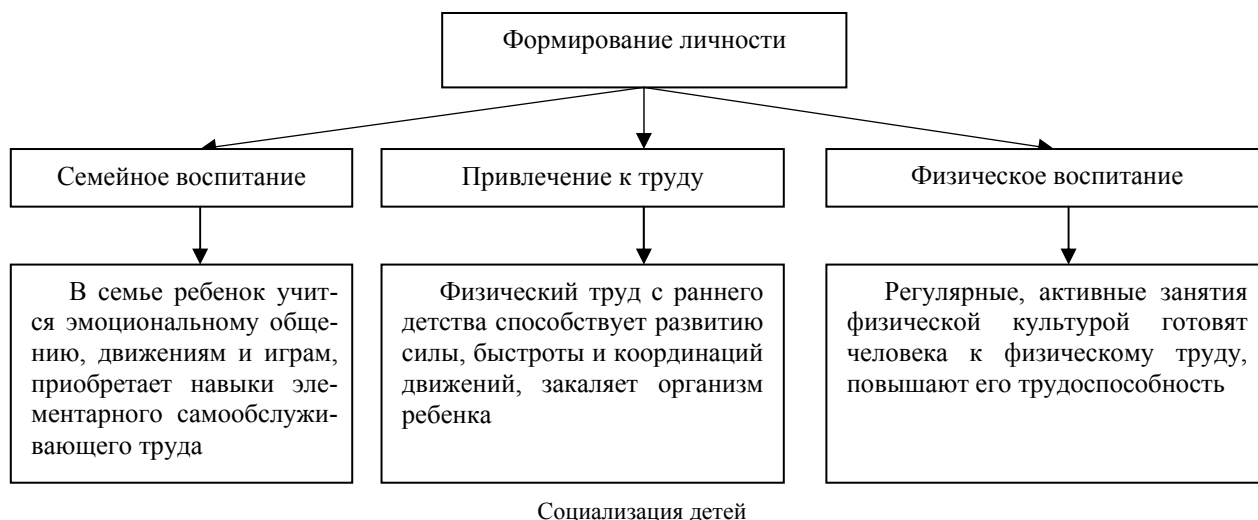 Формирование личности
Семейное воспитание
Привлечение к труду
Физическое воспитание
В семье ребенок учит-
ся эмоциональному обще-
нию, движениям и играм,
приобретает навыки эле-
ментарного самообслужи-
вающего труда
Физический труд с раннего
детства способствует развитию
силы, быстроты и координаций
движений, закаляет организм
ребенка
Регулярные, активные занятия
физической культурой готовят
человека к физическому труду,
повышают его трудоспособность
Социализация детей